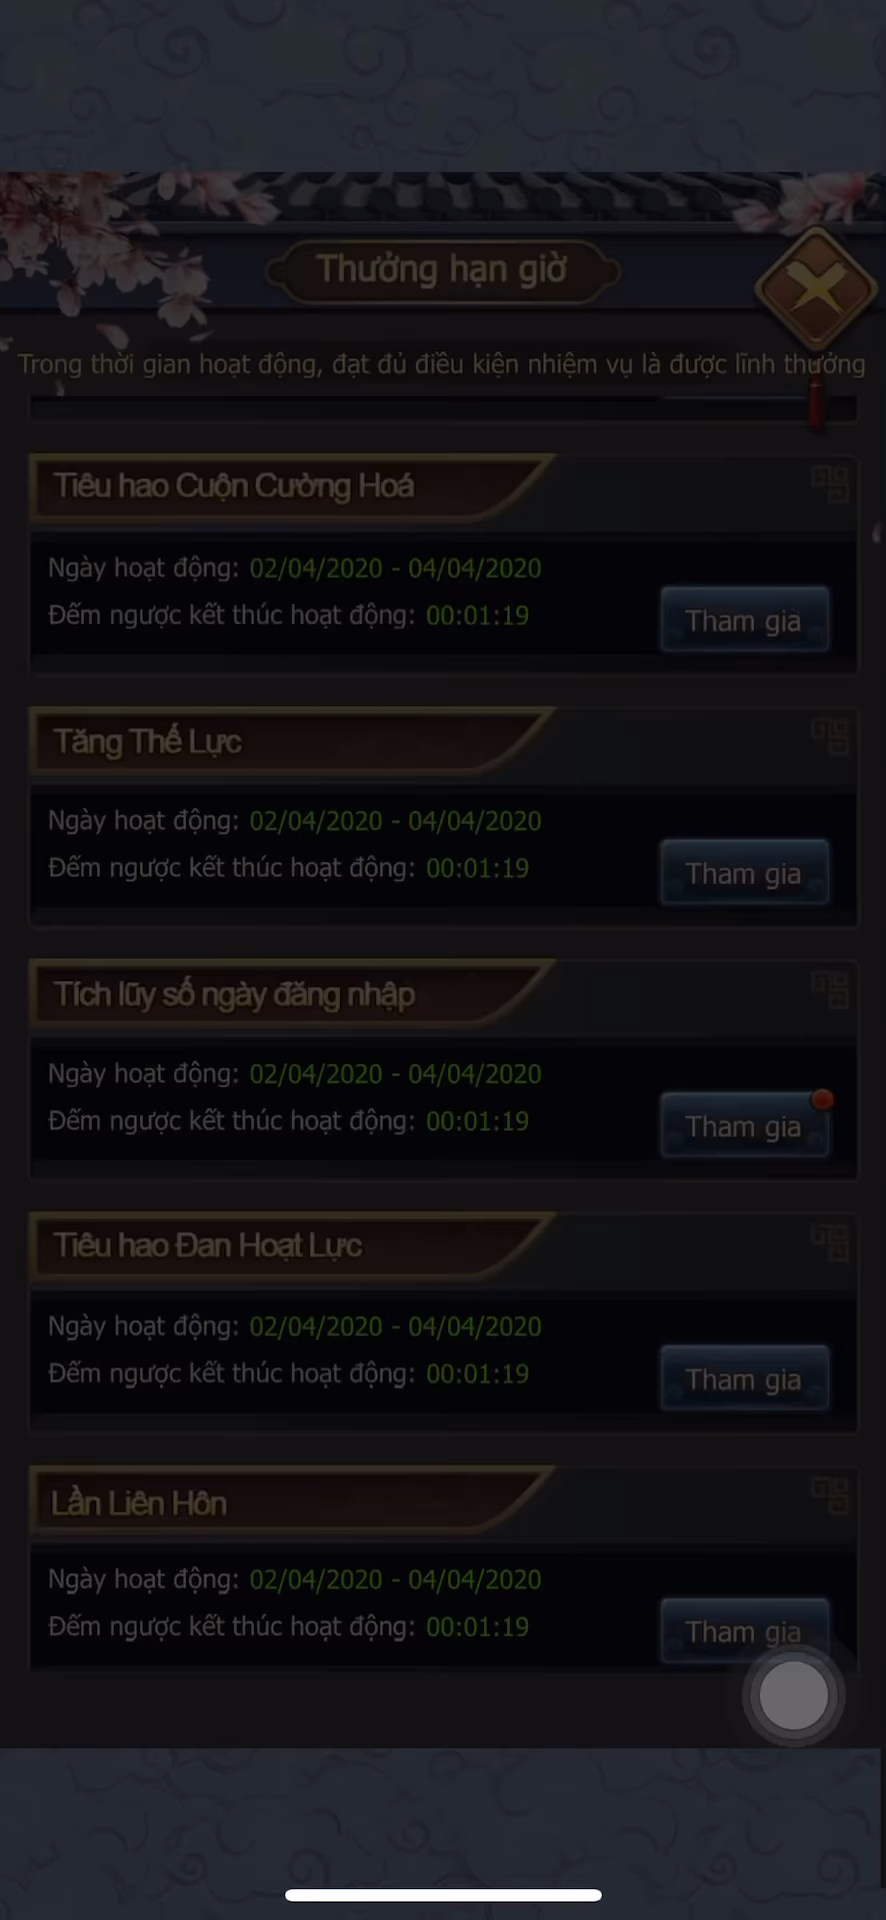 Thưởng hạn giờ
Trong thời gian hoạt động, đạt đủ điều kiện nhiệm vụ là được lĩnh thưởng
Tiêu hao Cuộn Cường Hoá
Ngày hoạt động: 02/04/2020 - 04/04/2020
Đếm ngược kết thúc hoạt động: 00:01:19
Tham gia
Tăng Thế Lực
Ngày hoạt động: 02/04/2020 - 04/04/2020
Đếm ngược kết thúc hoạt động: 00:01:19
Tham gia
Tích lũy số ngày đăng nhập
Ngày hoạt động: 02/04/2020 - 04/04/2020
Đếm ngược kết thúc hoạt động: 00:01:19
Tham gia
Tiêu hao Đan Hoạt Lực
Ngày hoạt động: 02/04/2020 - 04/04/2020
Đếm ngược kết thúc hoạt động: 00:01:19
Tham gia
Lần Liên Hôn
Ngày hoạt động: 02/04/2020 - 04/04/2020
Đếm ngược kết thúc hoạt động: 00:01:19
Tham gia